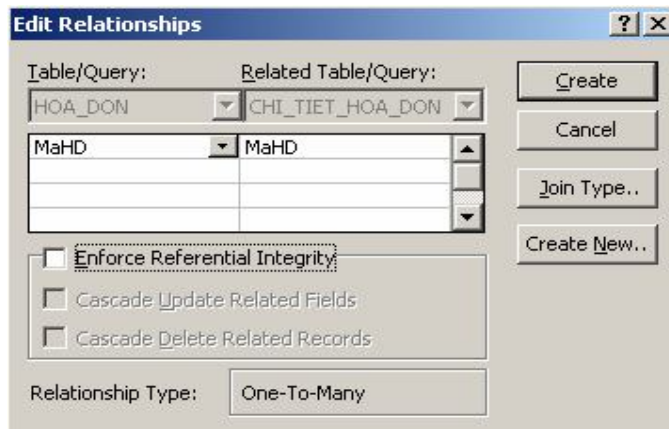 Edit Relationships
Table/Query: Related Table/Query:
HOA_DON CHI_TIET_HOA_DON
MaHD MaHD
Enforce Referential Integrity
Cascade Update Related Fields
Cascade Delete Related Records
Relationship Type: One-To-Many
Create
Cancel
Join Type..
Create New..